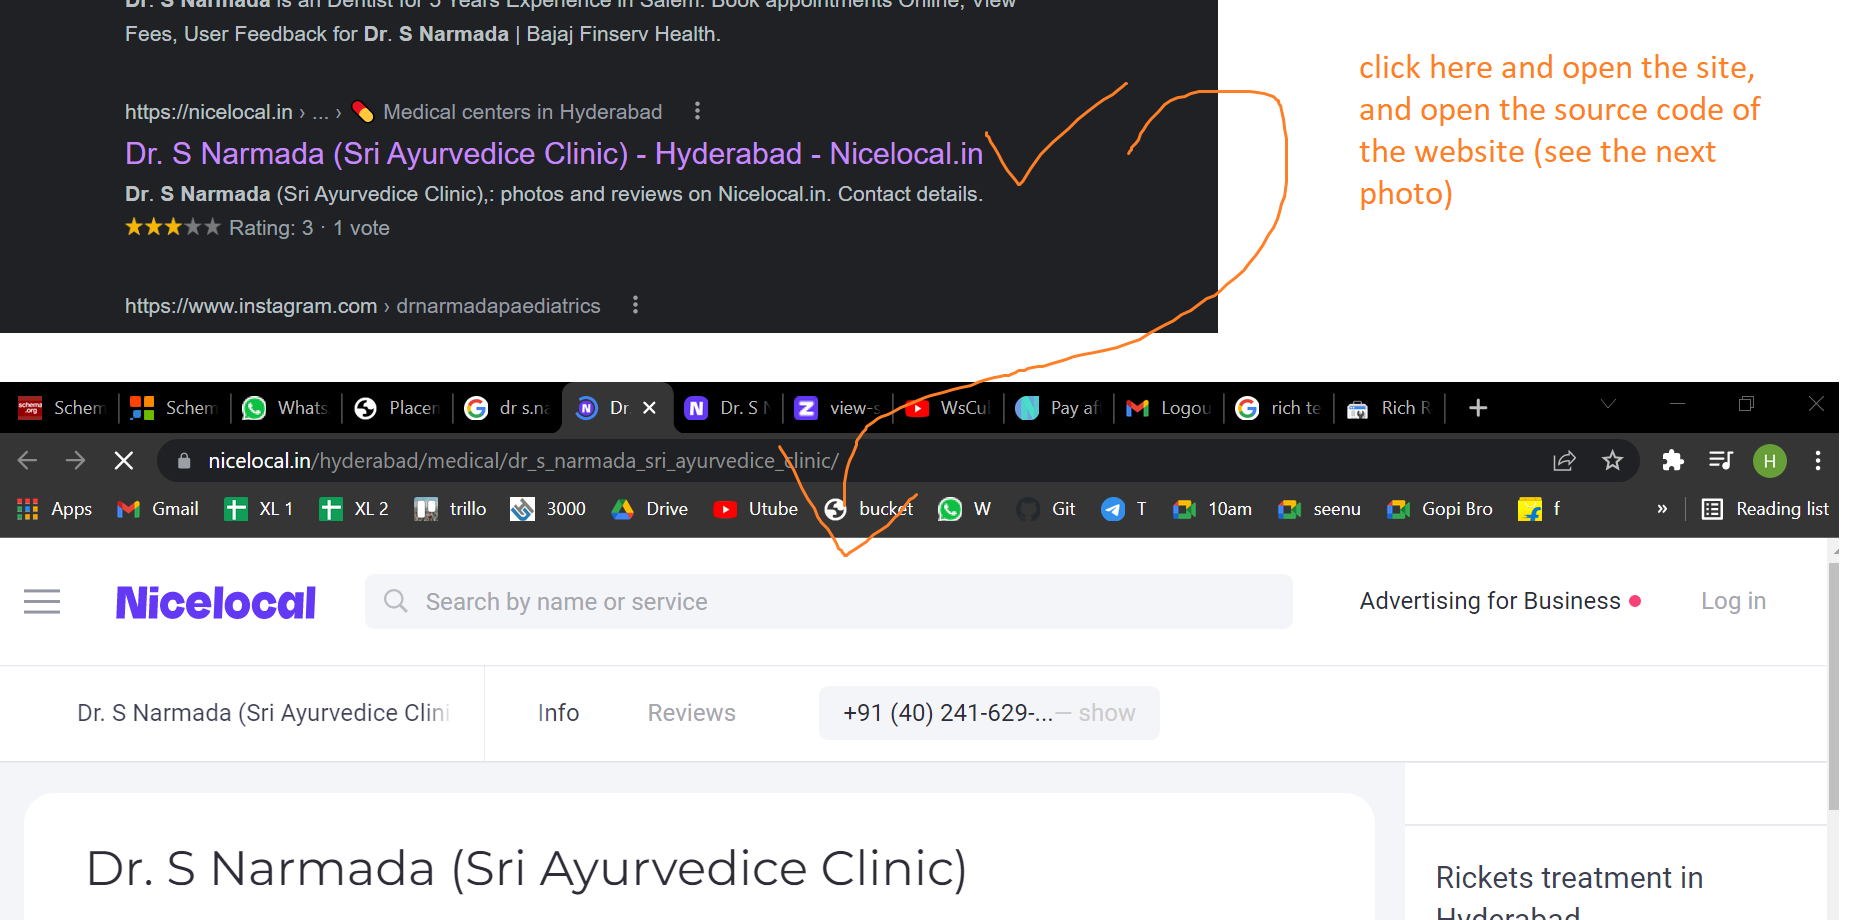 Dr. S Narmada is an Dentist for 5 Years Experience in Salem. Book appointments Online, View
Fees, User Feedback for Dr. S Narmada | Bajaj Finserv Health.
https://nicelocal.in › ... › Medical centers in Hyderabad
Dr. S Narmada (Sri Ayurvedice Clinic) - Hyderabad - Nicelocal.in
Dr. S Narmada (Sri Ayurvedice Clinic),: photos and reviews on Nicelocal.in. Contact details.
Rating: 3 · 1 vote
https://www.instagram.com › drnarmadapaediatrics
click here and open the site,
and open the source code of
the website (see the next
photo)
schema.org Schem Schem Whats Placen dr s.na Dr Dr. S N view-s WsCul Pay af Logou rich te Rich R
nicelocal.in/hyderabad/medical/dr_s_narmada_sri_ayurvedice_clinic/
H
Apps Gmail XL 1 XL 2 trillo 3000 Drive Utube bucket W Git T 10am seenu Gopi Bro f » Reading list
Nicelocal Search by name or service Advertising for Business Log in
Dr. S Narmada (Sri Ayurvedice Clini Info Reviews +91 (40) 241-629-...— show
Dr. S Narmada (Sri Ayurvedice Clinic)
Rickets treatment in
Hyderabad